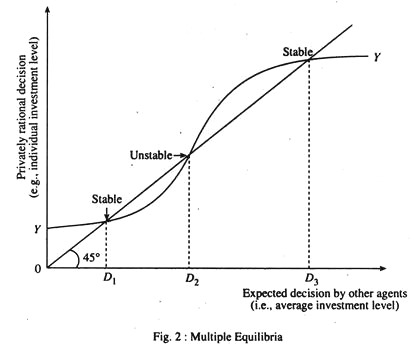 Privately rational decision
(e.g., individual investment level)
Stable
Y
Unstable
Stable
Y
45°
0
D1
D2
D3
Expected decision by other agents
(i.e., average investment level)
Fig. 2 : Multiple Equilibria